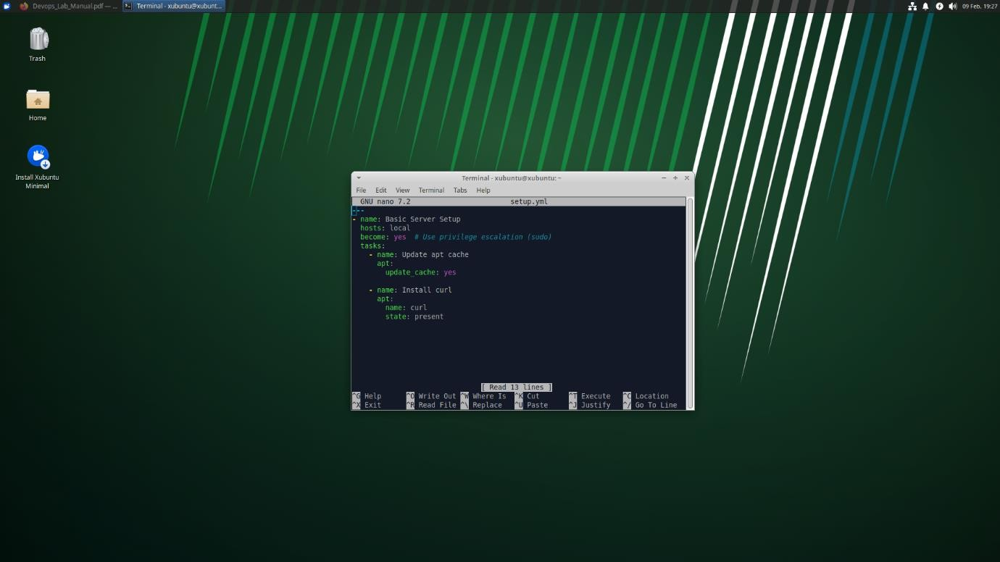 Devops_Lab_Manual.pdf — ...
Terminal - xubuntu@xubunt...
09 Feb, 19:27
Trash
Home
Install Xubuntu
Minimal
Terminal - xubuntu@xubuntu: ~
File Edit View Terminal Tabs Help
GNU nano 7.2 setup.yml
---
- name: Basic Server Setup
  hosts: local
  become: yes  # Use privilege escalation (sudo)
  tasks:
    - name: Update apt cache
      apt:
        update_cache: yes
    - name: Install curl
      apt:
        name: curl
        state: present
[ Read 13 lines ]
^G Help ^O Write Out ^W Where Is ^K Cut ^T Execute ^C Location
^X Exit ^R Read File ^\ Replace ^U Paste ^J Justify ^/ Go To Line